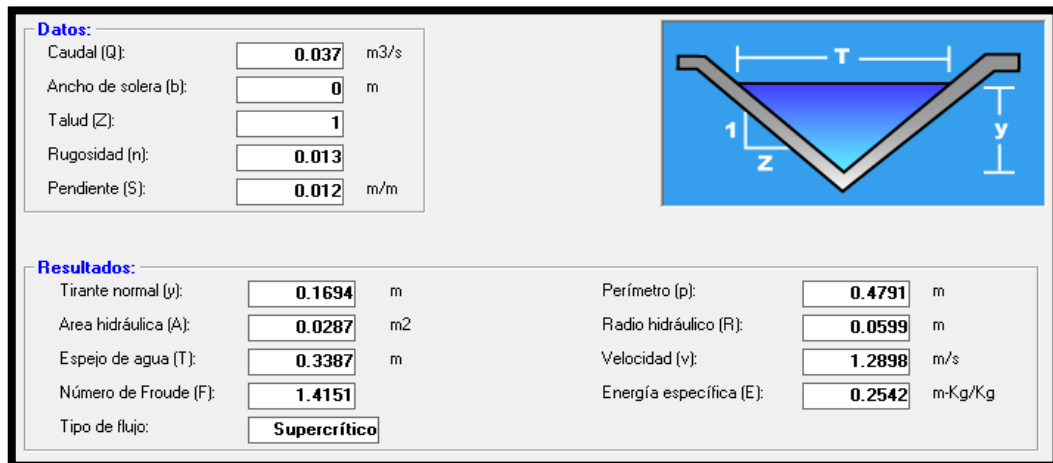 Datos:
Caudal (Q): 0.037 m3/s
Ancho de solera (b): 0 m
Talud (Z): 1
Rugosidad (n): 0.013
Pendiente (S): 0.012 m/m
T
1
Z
y
Resultados:
Tirante normal (y): 0.1694 m Perímetro (p): 0.4791 m
Area hidráulica (A): 0.0287 m2 Radio hidráulico (R): 0.0599 m
Espejo de agua (T): 0.3387 m Velocidad (v): 1.2898 m/s
Número de Froude (F): 1.4151 Energía específica (E): 0.2542 m-Kg/Kg
Tipo de flujo: Supercrítico